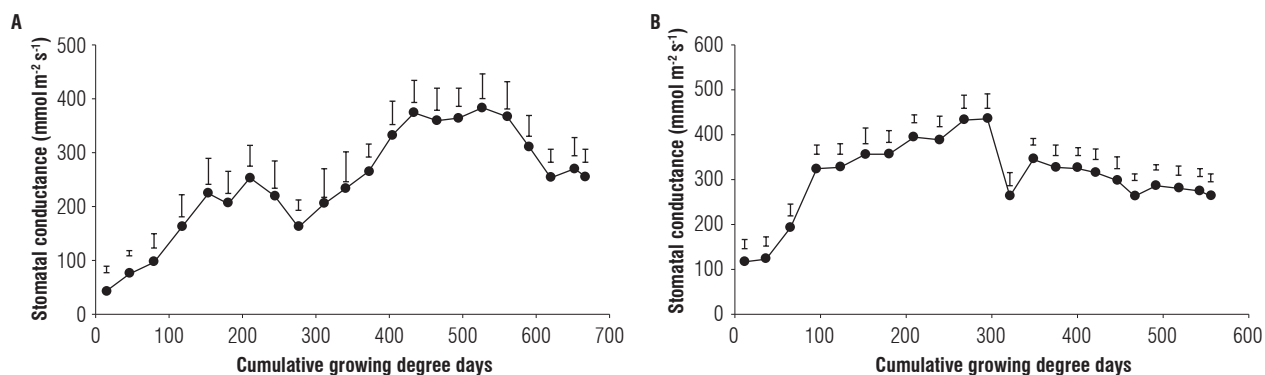 A
Stomatal conductance (mmol m⁻² s⁻¹)
500
400
300
200
100
0
0 100 200 300 400 500 600 700
Cumulative growing degree days
B
Stomatal conductance (mmol m⁻² s⁻¹)
600
500
400
300
200
100
0
0 100 200 300 400 500 600
Cumulative growing degree days